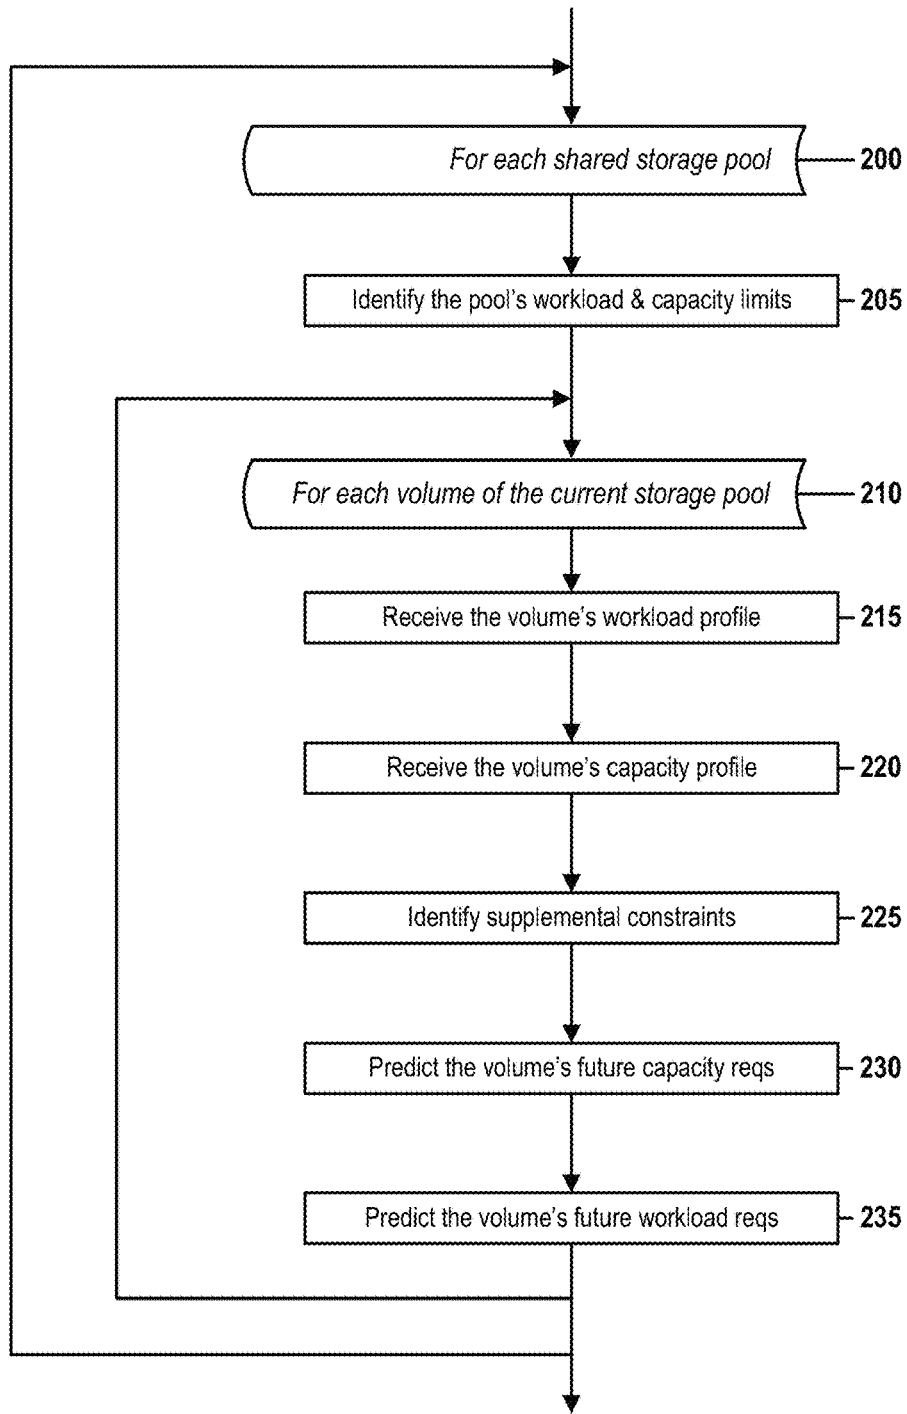 For each shared storage pool 200
Identify the pool's workload & capacity limits 205
For each volume of the current storage pool 210
Receive the volume's workload profile 215
Receive the volume's capacity profile 220
Identify supplemental constraints 225
Predict the volume's future capacity reqs 230
Predict the volume's future workload reqs 235